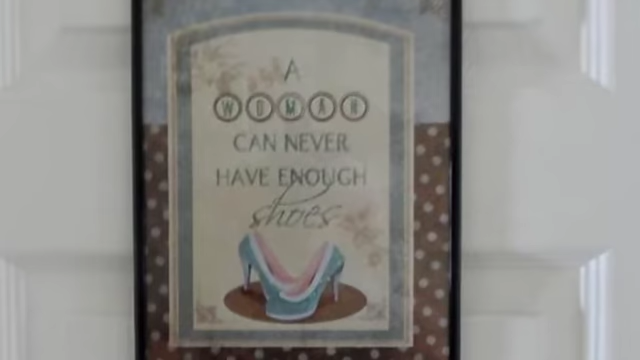 A
WOMAN
CAN NEVER
HAVE ENOUGH
shoes